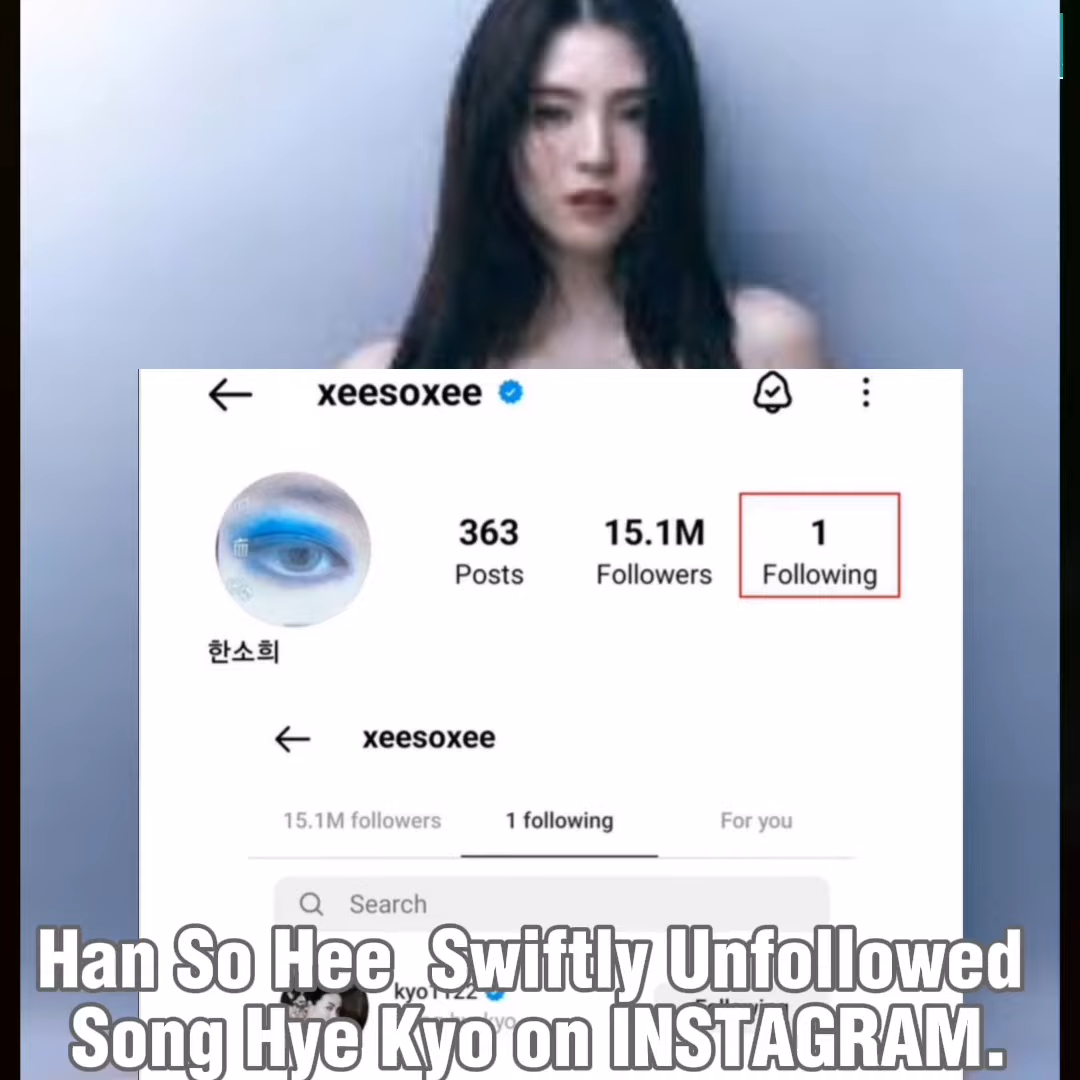 xeesoxee
363 15.1M 1
Posts Followers Following
한소희
xeesoxee
15.1M followers 1 following For you
Search
kyo1122
Han So Hee, Swiftly Unfollowed
Song Hye Kyo on INSTAGRAM.